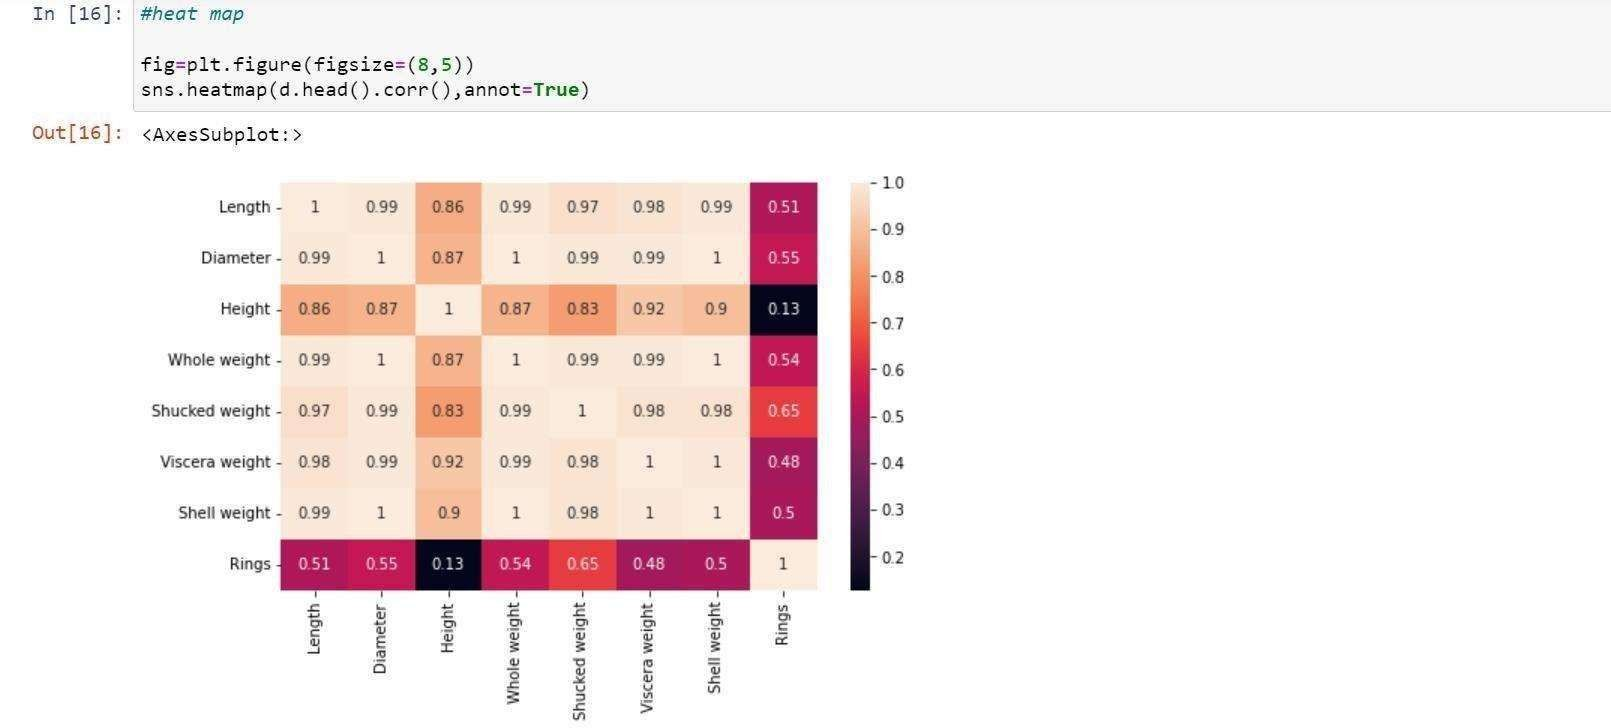 In [16]: #heat map
fig=plt.figure(figsize=(8,5))
sns.heatmap(d.head().corr(),annot=True)
Out[16]: <AxesSubplot:>
Length 1 0.99 0.86 0.99 0.97 0.98 0.99 0.51
Diameter 0.99 1 0.87 1 0.99 0.99 1 0.55
Height 0.86 0.87 1 0.87 0.83 0.92 0.9 0.13
Whole weight 0.99 1 0.87 1 0.99 0.99 1 0.54
Shucked weight 0.97 0.99 0.83 0.99 1 0.98 0.98 0.65
Viscera weight 0.98 0.99 0.92 0.99 0.98 1 1 0.48
Shell weight 0.99 1 0.9 1 0.98 1 1 0.5
Rings 0.51 0.55 0.13 0.54 0.65 0.48 0.5 1
Length
Diameter
Height
Whole weight
Shucked weight
Viscera weight
Shell weight
Rings
1.0
0.9
0.8
0.7
0.6
0.5
0.4
0.3
0.2